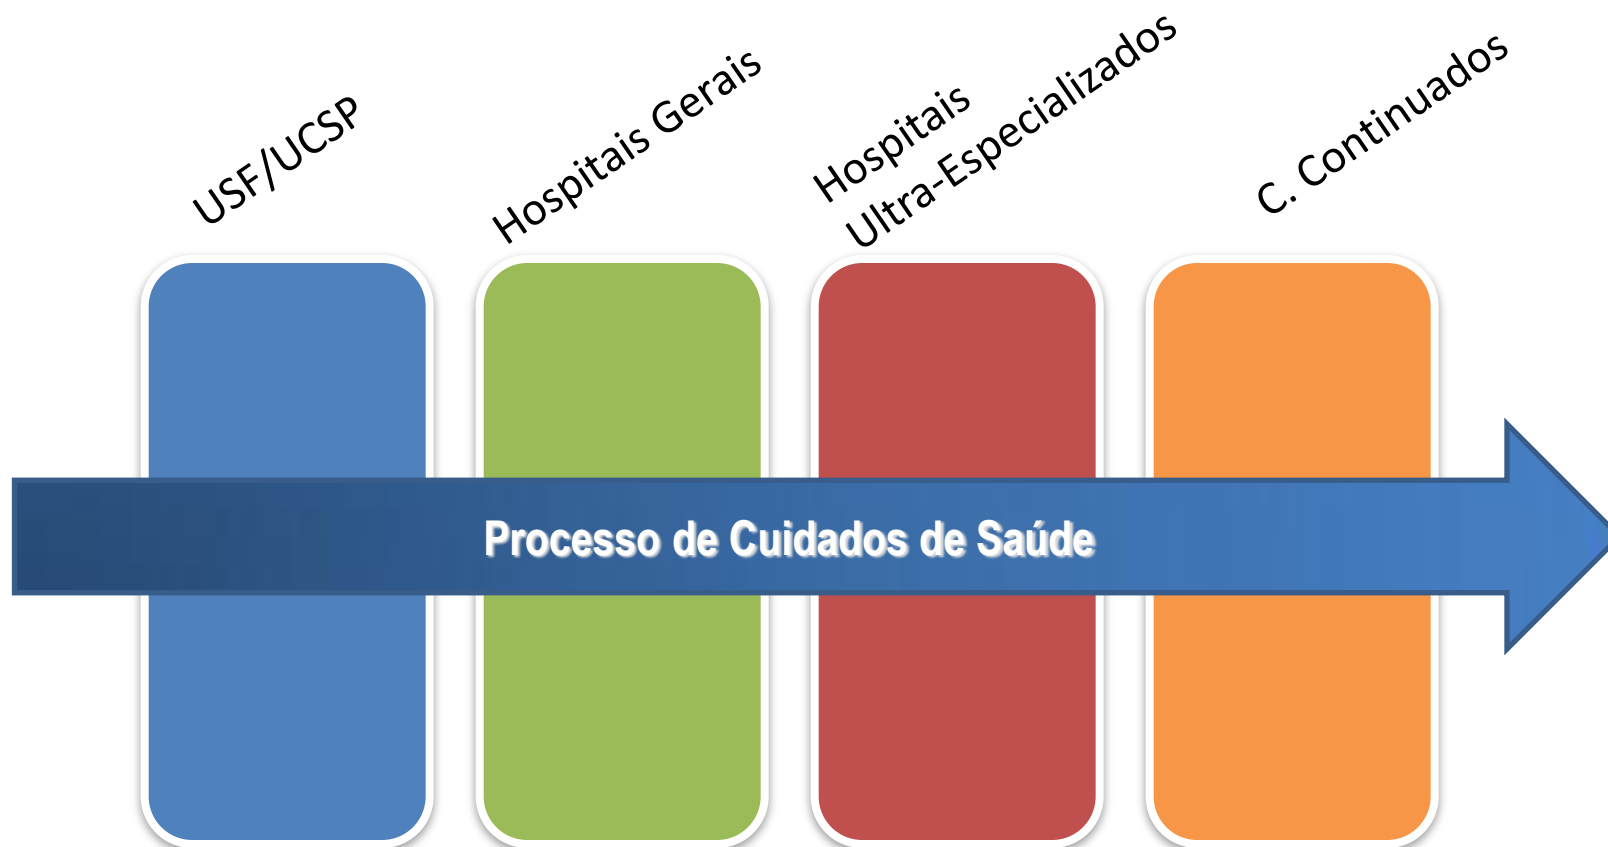 USF/UCSP
Hospitais Gerais
Hospitais
Ultra-Especializados
C. Continuados
Processo de Cuidados de Saúde